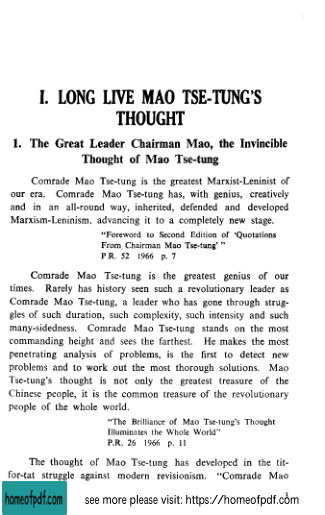 I. LONG LIVE MAO TSE-TUNG'S
THOUGHT
1. The Great Leader Chairman Mao, the Invincible
Thought of Mao Tse-tung
Comrade Mao Tse-tung is the greatest Marxist-Leninist of
our era. Comrade Mao Tse-tung has, with genius, creatively
and in an all-round way, inherited, defended and developed
Marxism-Leninism, advancing it to a completely new stage.
"Foreword to Second Edition of 'Quotations
From Chairman Mao Tse-tung' "
P.R. 52 1966 p. 7
Comrade Mao Tse-tung is the greatest genius of our
times. Rarely has history seen such a revolutionary leader as
Comrade Mao Tse-tung, a leader who has gone through strug-
gles of such duration, such complexity, such intensity and such
many-sidedness. Comrade Mao Tse-tung stands on the most
commanding height and sees the farthest. He makes the most
penetrating analysis of problems, is the first to detect new
problems and to work out the most thorough solutions. Mao
Tse-tung's thought is not only the greatest treasure of the
Chinese people, it is the common treasure of the revolutionary
people of the whole world.
"The Brilliance of Mao Tse-tung's Thought
Illuminates the Whole World"
P.R. 26 1966 p. 11
The thought of Mao Tse-tung has developed in the tit-
for-tat struggle against modern revisionism. "Comrade Mao
3
homeofpdf.com
see more please visit: https://homeofpdf.com